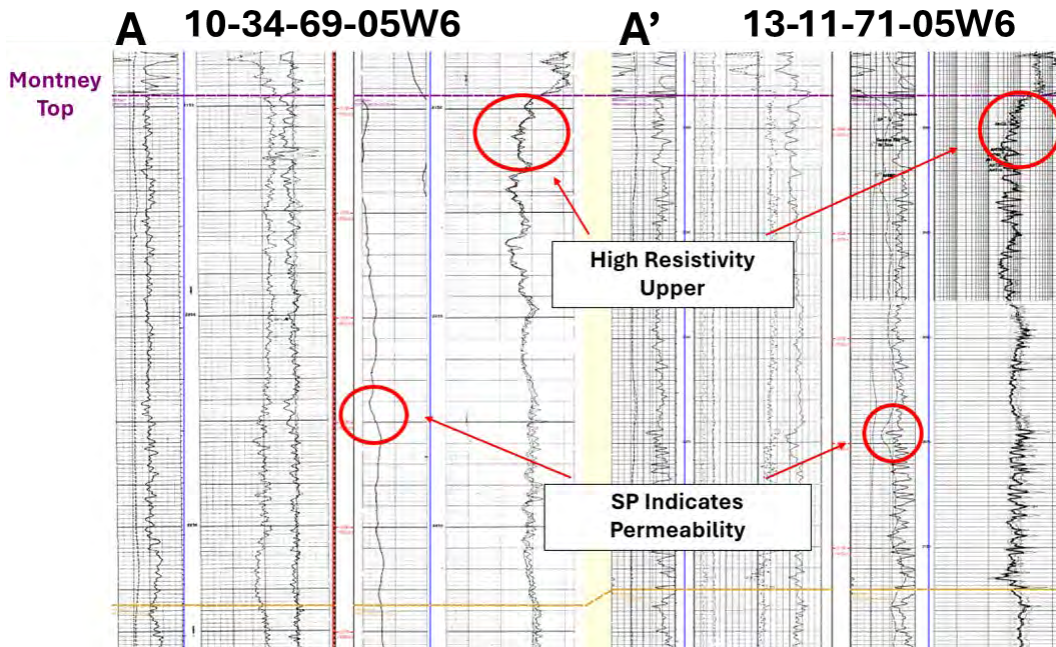 A 10-34-69-05W6
A’ 13-11-71-05W6
Montney
Top
High Resistivity
Upper
SP Indicates
Permeability